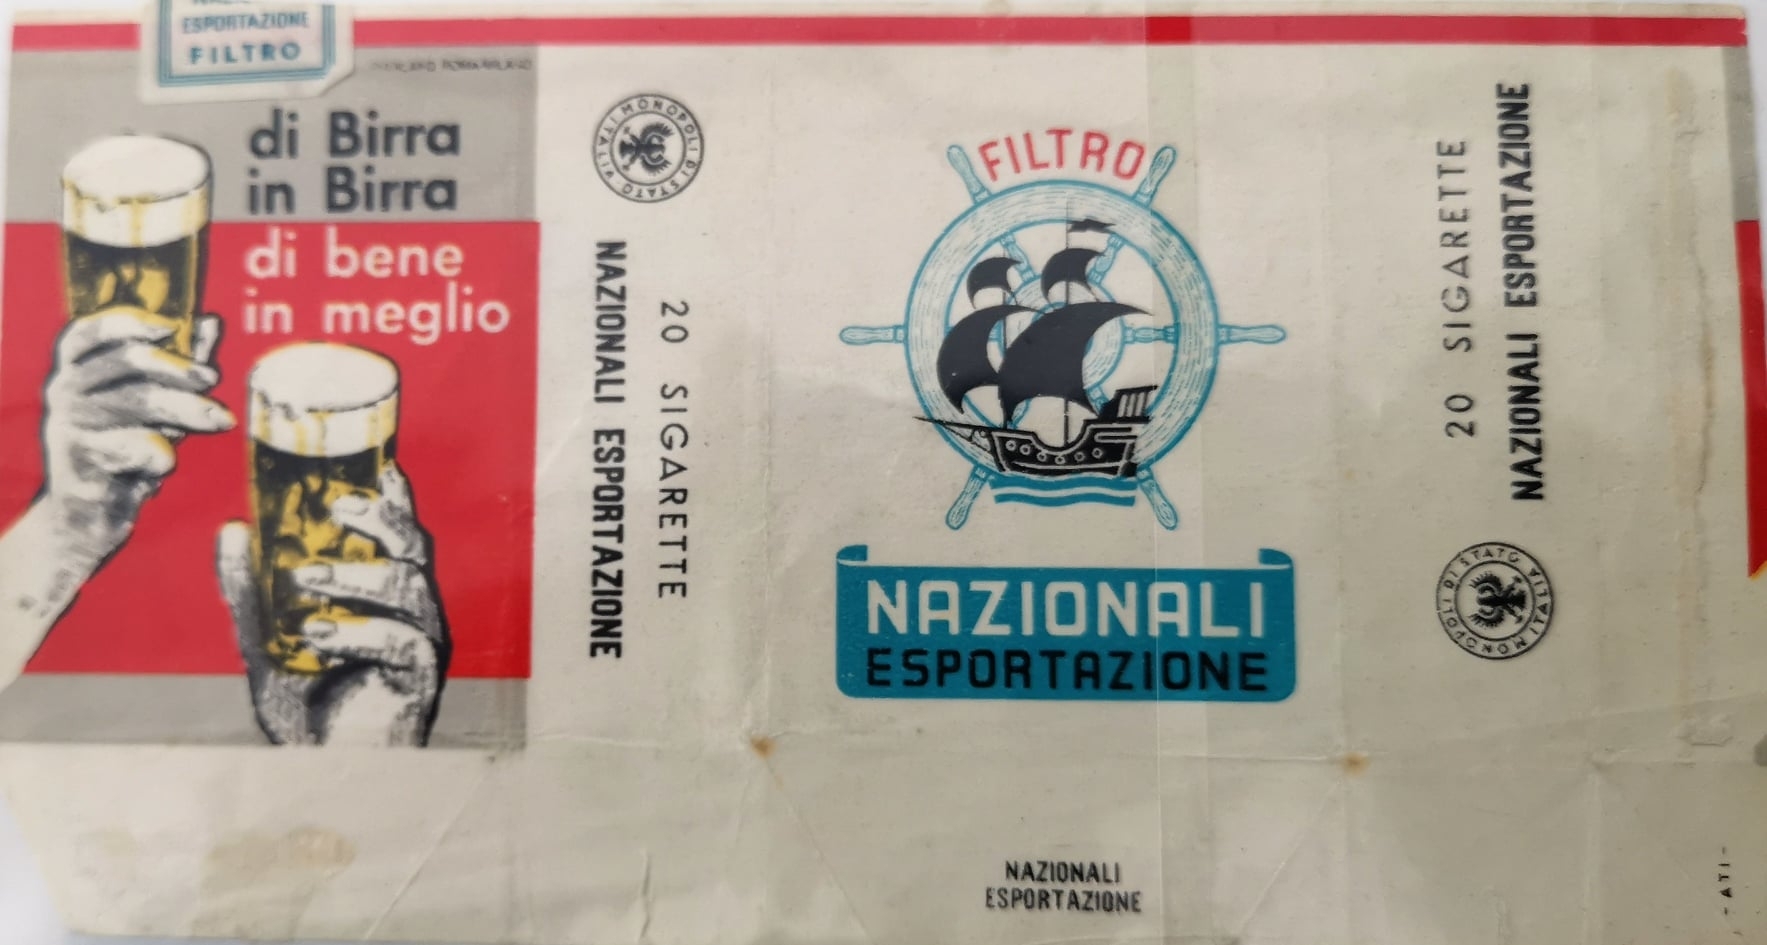 ESPORTAZIONE
FILTRO
di Birra
in Birra
di bene
in meglio
MONOPOLI DI STATO ITALIA
NAZIONALI ESPORTAZIONE
20 SIGARETTE
FILTRO
NAZIONALI
ESPORTAZIONE
NAZIONALI
ESPORTAZIONE
20 SIGARETTE
NAZIONALI ESPORTAZIONE
MONOPOLI DI STATO ITALIA
- ATI -